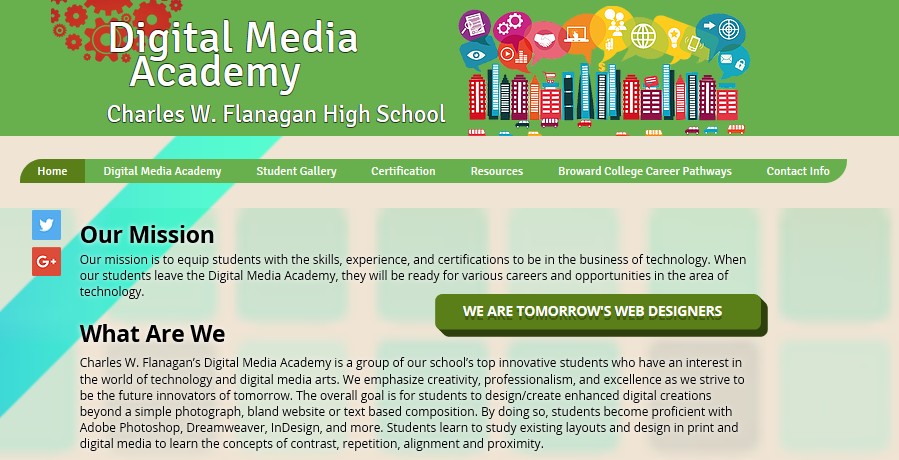 Digital Media
Academy
Charles W. Flanagan High School
Home Digital Media Academy Student Gallery Certification Resources Broward College Career Pathways Contact Info
G+
Our Mission
Our mission is to equip students with the skills, experience, and certifications to be in the business of technology. When
our students leave the Digital Media Academy, they will be ready for various careers and opportunities in the area of
technology.
WE ARE TOMORROW'S WEB DESIGNERS
What Are We
Charles W. Flanagan’s Digital Media Academy is a group of our school’s top innovative students who have an interest in
the world of technology and digital media arts. We emphasize creativity, professionalism, and excellence as we strive to
be the future innovators of tomorrow. The overall goal is for students to design/create enhanced digital creations
beyond a simple photograph, bland website or text based composition. By doing so, students become proficient with
Adobe Photoshop, Dreamweaver, InDesign, and more. Students learn to study existing layouts and design in print and
digital media to learn the concepts of contrast, repetition, alignment and proximity.